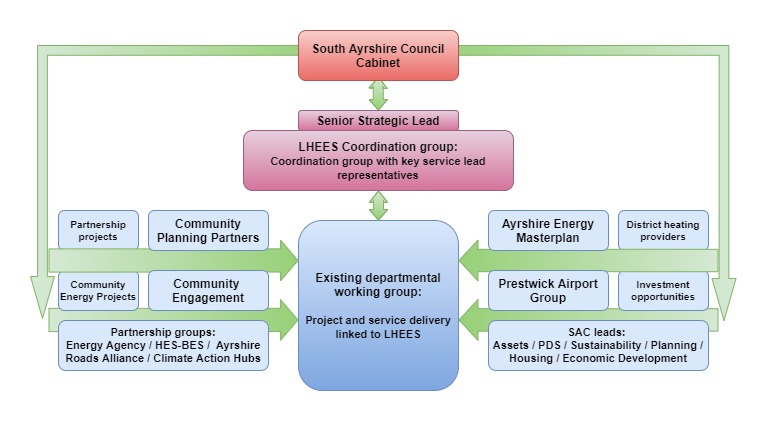 South Ayrshire Council
Cabinet
Senior Strategic Lead
LHEES Coordination group:
Coordination group with key service lead
representatives
Partnership
projects
Community
Planning Partners
Community
Energy Projects
Community
Engagement
Partnership groups:
Energy Agency / HES-BES / Ayrshire
Roads Alliance / Climate Action Hubs
Existing departmental
working group:
Project and service delivery
linked to LHEES
Ayrshire Energy
Masterplan
District heating
providers
Prestwick Airport
Group
Investment
opportunities
SAC leads:
Assets / PDS / Sustainability / Planning /
Housing / Economic Development